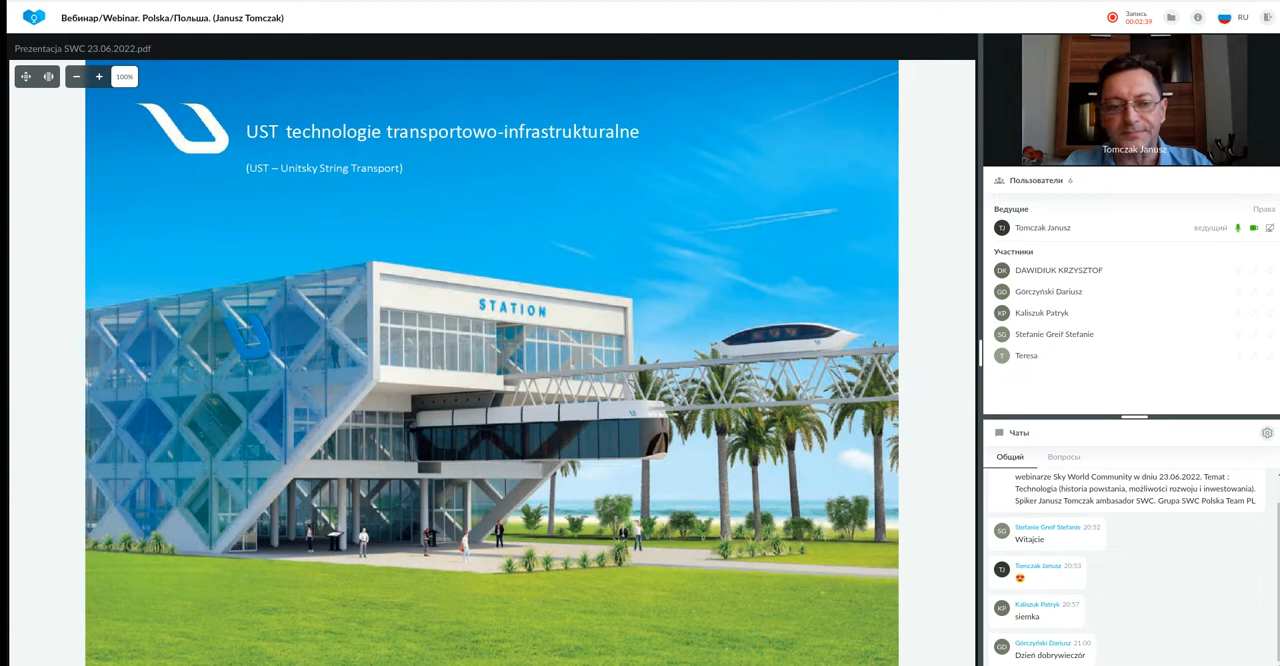 Вебинар/Webinar. Polska/Польша. (Janusz Tomczak)
Запись
00:02:39
RU
Prezentacja SWC 23.06.2022.pdf
100%
UST technologie transportowo-infrastrukturalne
(UST – Unitsky String Transport)
STATION
Tomczak Janusz
Пользователи 6
Ведущие
Права
TJ
Tomczak Janusz
ведущий
Участники
DK
DAWIDIUK KRZYSZTOF
GD
Górczyński Dariusz
KP
Kaliszuk Patryk
SG
Stefanie Greif Stefanie
T
Teresa
Чаты
Общий
Вопросы
webinarze Sky World Community w dniu 23.06.2022. Temat :
Technologia (historia powstania, możliwości rozwoju i inwestowania).
Spiker Janusz Tomczak ambasador SWC. Grupa SWC Polska Team PL
SG
Stefanie Greif Stefanie 20:52
Witajcie
TJ
Tomczak Janusz 20:53
😍
KP
Kaliszuk Patryk 20:57
siemka
GD
Górczyński Dariusz 21:00
Dzień dobrywieczór